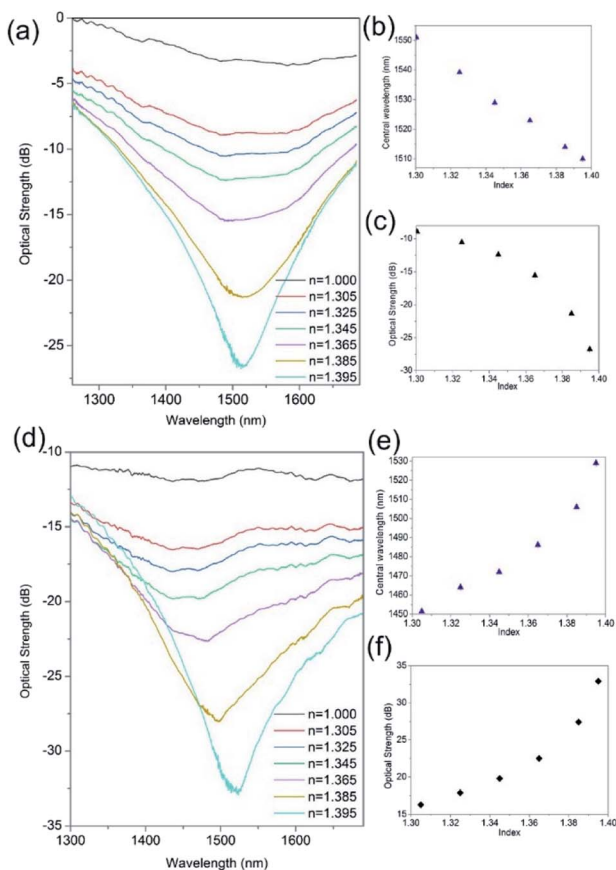 (a)
0
-5
-10
-15
-20
-25
Optical Strength (dB)
1300 1400 1500 1600
Wavelength (nm)
n=1.000
n=1.305
n=1.325
n=1.345
n=1.365
n=1.385
n=1.395
(b)
1550
1540
1530
1520
1510
Central wavelength (nm)
1.30 1.32 1.34 1.36 1.38 1.40
Index
(c)
-10
-15
-20
-25
-30
Optical Strength (dB)
1.30 1.32 1.34 1.36 1.38 1.40
Index
(d)
-10
-15
-20
-25
-30
-35
Optical Strength (dB)
1300 1400 1500 1600
Wavelength (nm)
n=1.000
n=1.305
n=1.325
n=1.345
n=1.365
n=1.385
n=1.395
(e)
1530
1520
1510
1500
1490
1480
1470
1460
1450
Central wavelength (nm)
1.30 1.32 1.34 1.36 1.38 1.40
Index
(f)
35
30
25
20
15
Optical Strength (dB)
1.30 1.32 1.34 1.36 1.38 1.40
Index